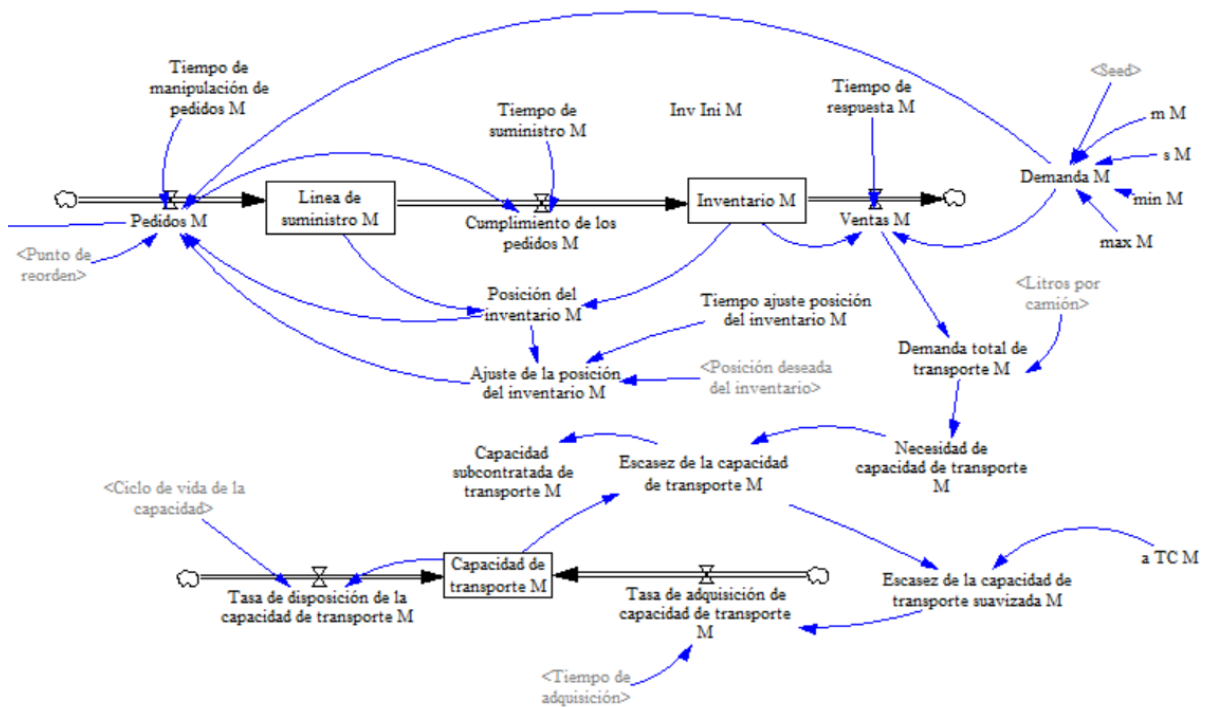 Tiempo de
manipulación de
pedidos M
Tiempo de
suministro M
Inv Ini M
Tiempo de
respuesta M
<Seed>
m M
s M
Demanda M
min M
max M
Pedidos M
Linea de
suministro M
Cumplimiento de los
pedidos M
Inventario M
Ventas M
<Punto de
reorden>
Posición del
inventario M
Tiempo ajuste posición
del inventario M
<Litros por
camión>
Ajuste de la posición
del inventario M
<Posición deseada
del inventario>
Demanda total de
transporte M
Capacidad
subcontratada de
transporte M
Escasez de la capacidad
de transporte M
Necesidad de
capacidad de transporte
M
<Ciclo de vida de la
capacidad>
Tasa de disposición de la
capacidad de transporte M
Capacidad de
transporte M
Tasa de adquisición de
capacidad de transporte
M
Escasez de la capacidad de
transporte suavizada M
a TC M
<Tiempo de
adquisición>